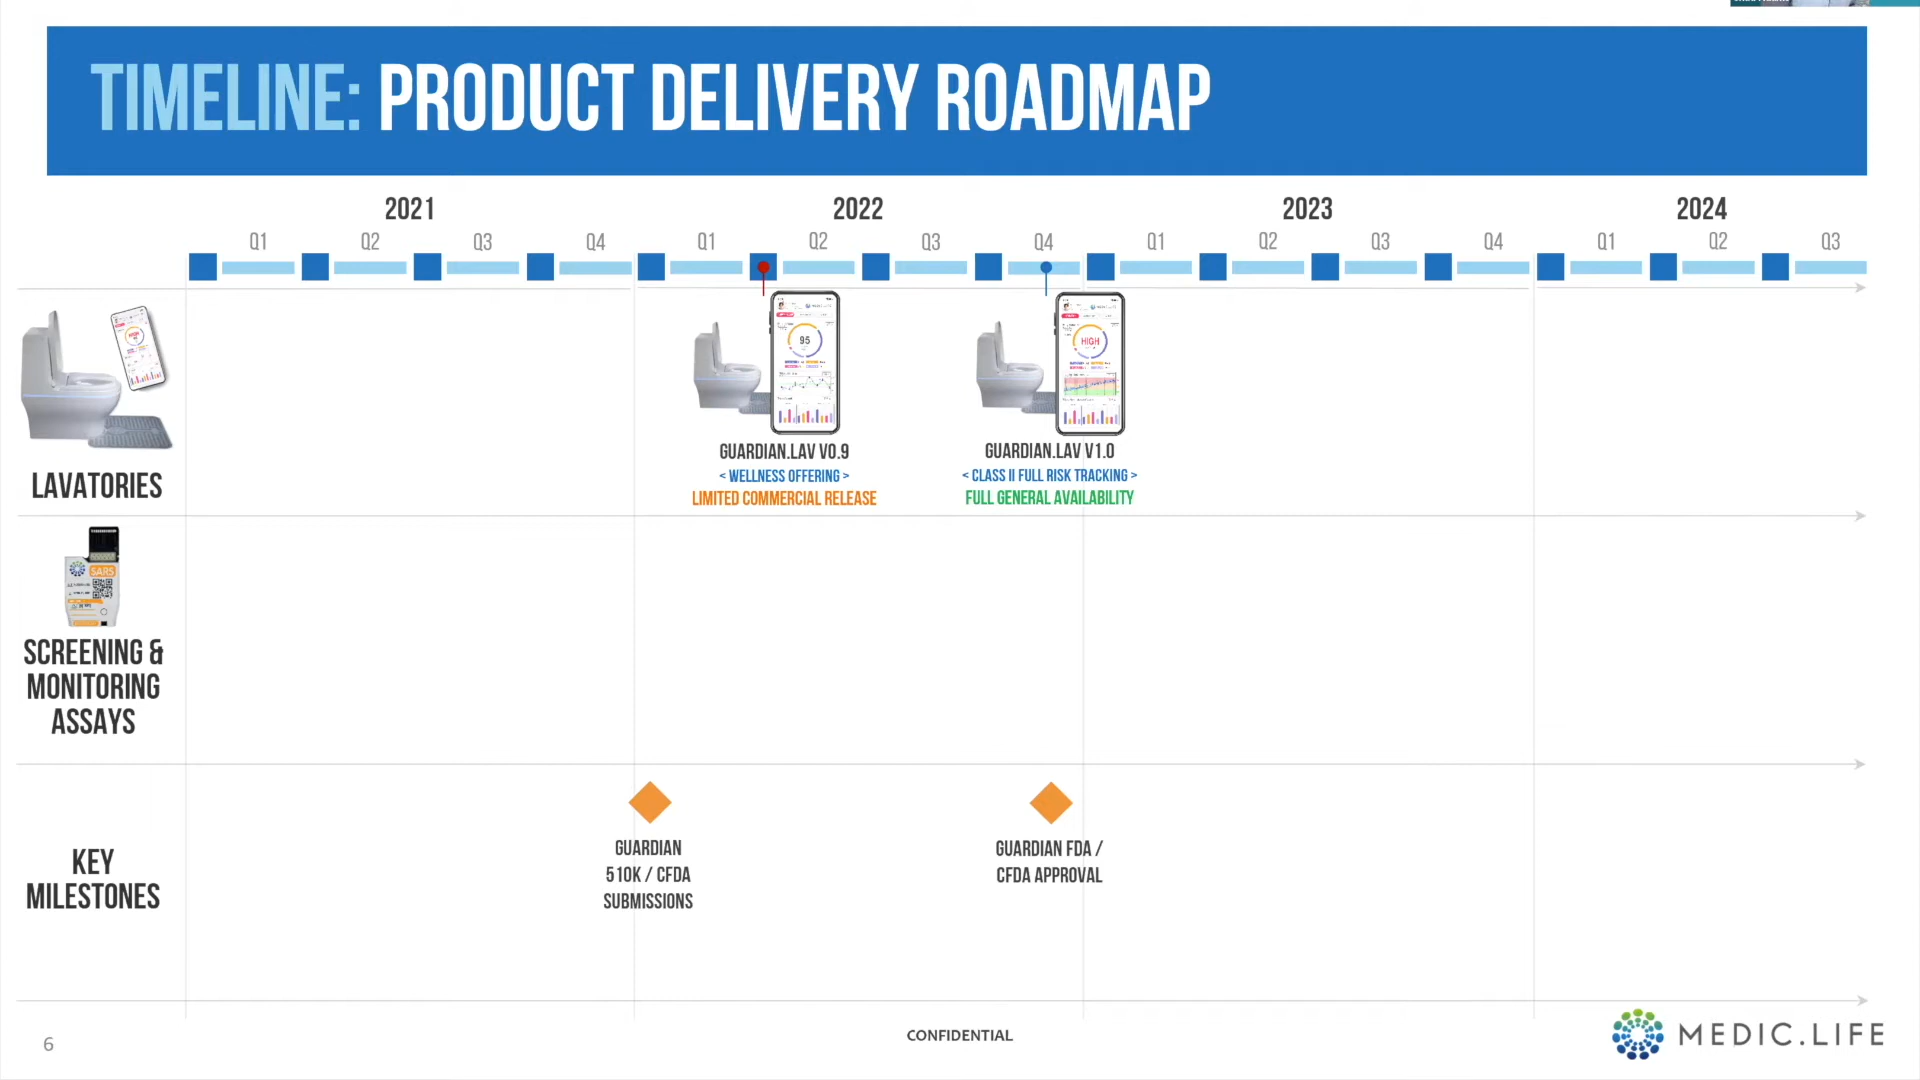 TIMELINE: PRODUCT DELIVERY ROADMAP
2021 2022 2023 2024
Q1 Q2 Q3 Q4 Q1 Q2 Q3 Q4 Q1 Q2 Q3 Q4 Q1 Q2 Q3
95
HIGH
GUARDIAN.LAV V0.9
< WELLNESS OFFERING >
LIMITED COMMERCIAL RELEASE
GUARDIAN.LAV V1.0
< CLASS II FULL RISK TRACKING >
FULL GENERAL AVAILABILITY
LAVATORIES
SARS
SCREENING &
MONITORING
ASSAYS
GUARDIAN
510K / CFDA
SUBMISSIONS
GUARDIAN FDA /
CFDA APPROVAL
KEY
MILESTONES
6
CONFIDENTIAL
MEDIC.LIFE